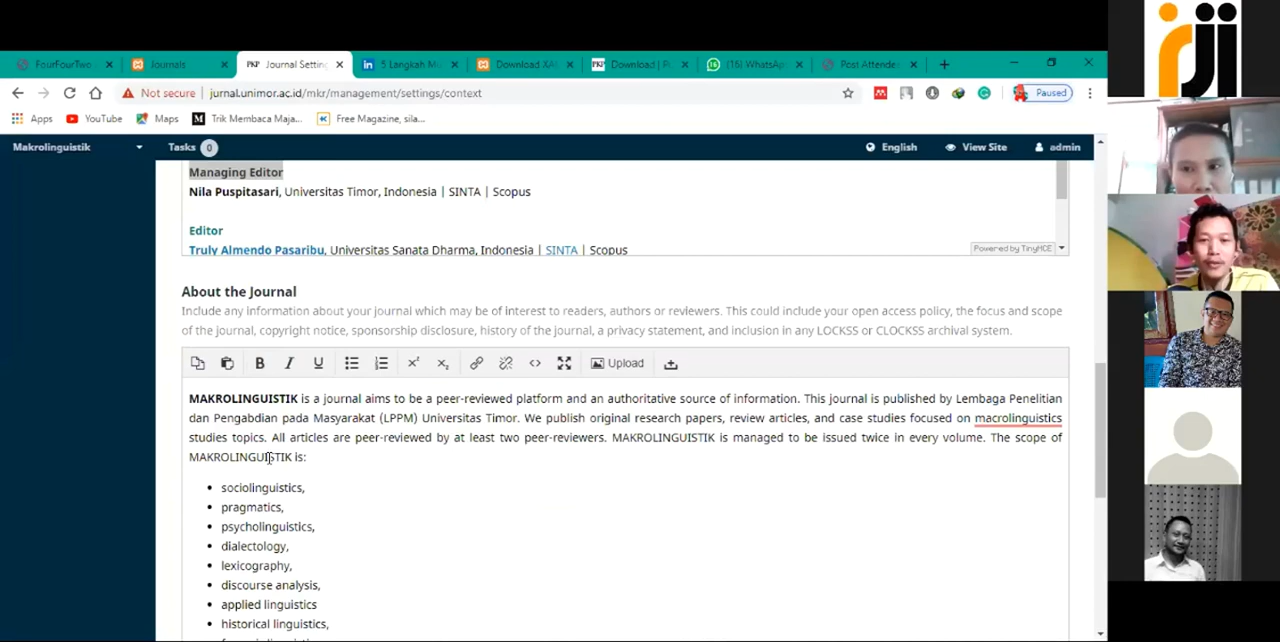 FourFourTwo
Journals
PKP Journal Settin
in 5 Langkah M
Download XA
PKP Download | P
(16) WhatsAp
Post Attende
Not secure | jurnal.unimor.ac.id/mkr/management/settings/context
Paused
Apps YouTube Maps Trik Membaca Maja... Free Magazine, sila...
Makrolinguistik Tasks 0 English View Site admin
Managing Editor
Nila Puspitasari, Universitas Timor, Indonesia | SINTA | Scopus
Editor
Truly Almendo Pasaribu, Universitas Sanata Dharma, Indonesia | SINTA | Scopus
Powered by TinyMCE
About the Journal
Include any information about your journal which may be of interest to readers, authors or reviewers. This could include your open access policy, the focus and scope
of the journal, copyright notice, sponsorship disclosure, history of the journal, a privacy statement, and inclusion in any LOCKSS or CLOCKSS archival system.
B I U x² x₂ <> Upload
MAKROLINGUISTIK is a journal aims to be a peer-reviewed platform and an authoritative source of information. This journal is published by Lembaga Penelitian
dan Pengabdian pada Masyarakat (LPPM) Universitas Timor. We publish original research papers, review articles, and case studies focused on macrolinguistics
studies topics. All articles are peer-reviewed by at least two peer-reviewers. MAKROLINGUISTIK is managed to be issued twice in every volume. The scope of
MAKROLINGUISTIK is:
• sociolinguistics,
• pragmatics,
• psycholinguistics,
• dialectology,
• lexicography,
• discourse analysis,
• applied linguistics
• historical linguistics,
rji